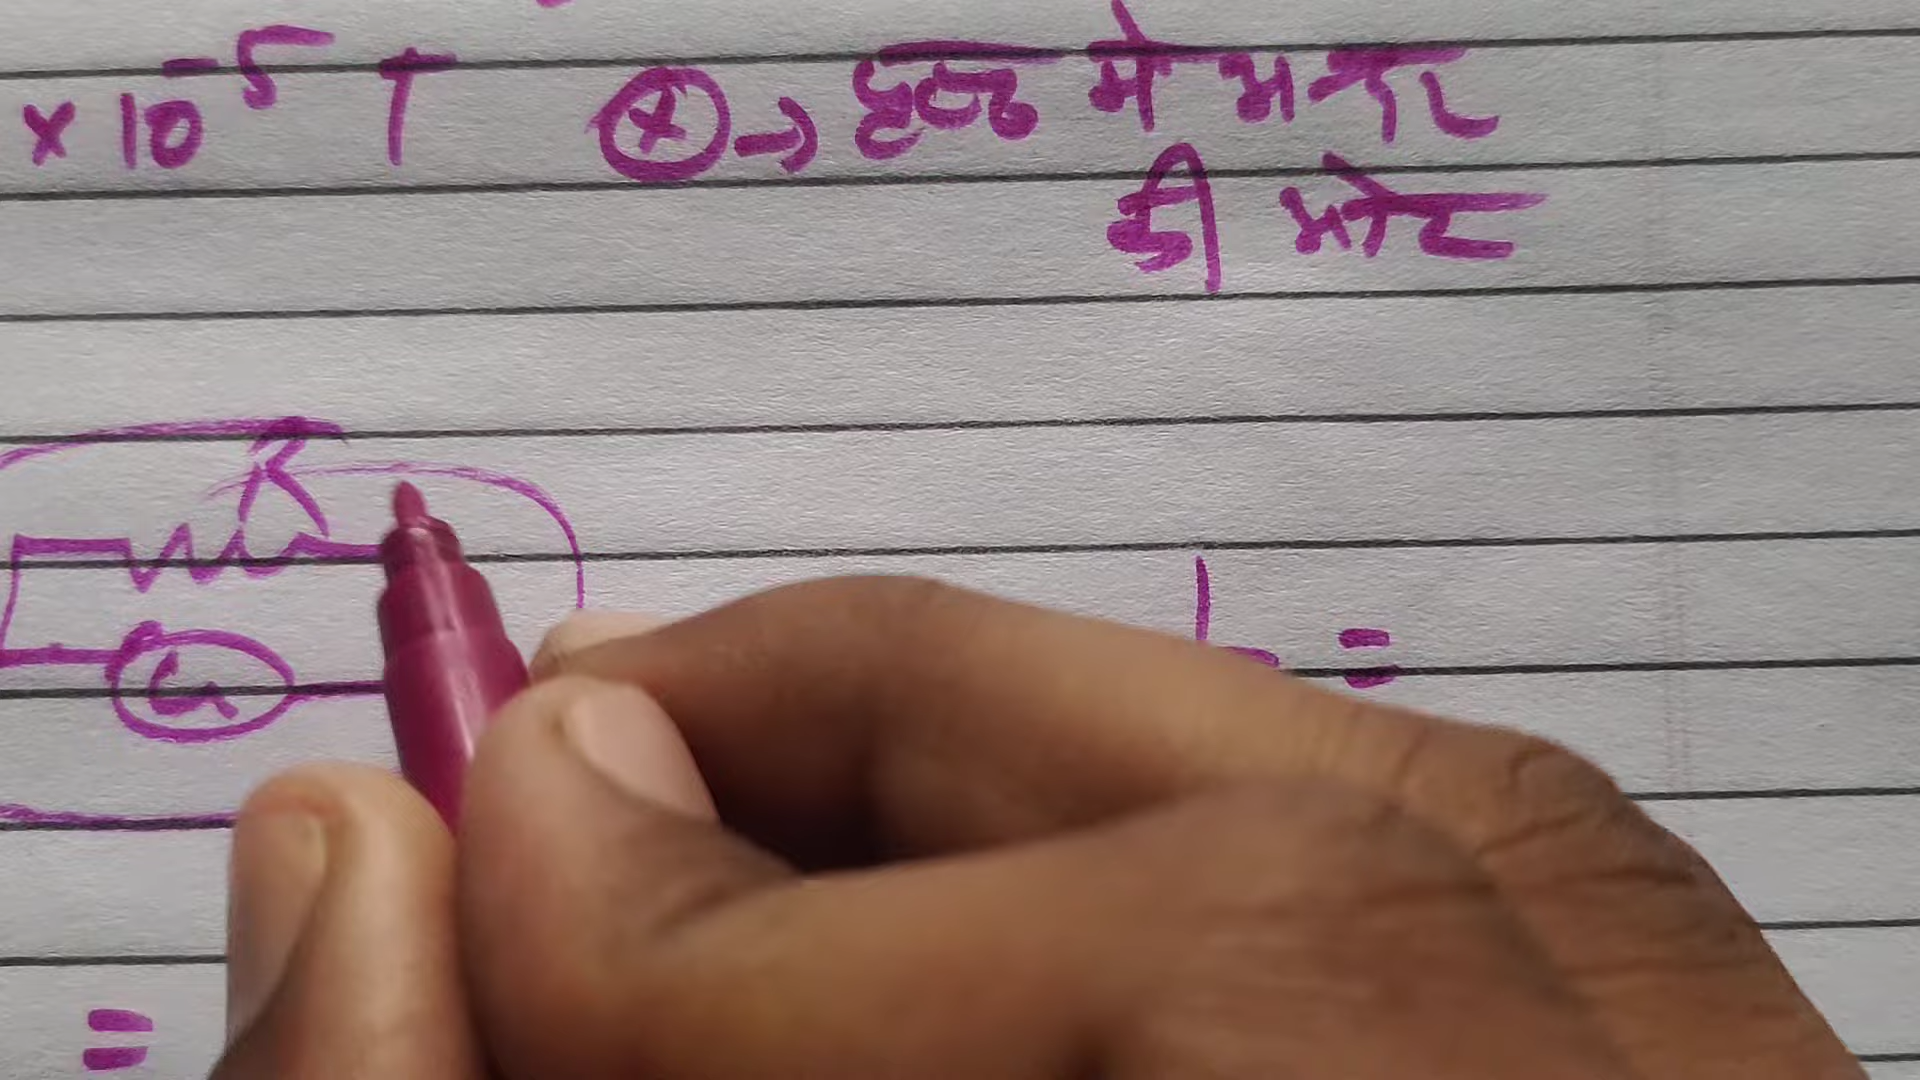 × 10⁻⁵ T ⊗ → पृष्ठ में अन्दर
की ओर
R
L =
G
=